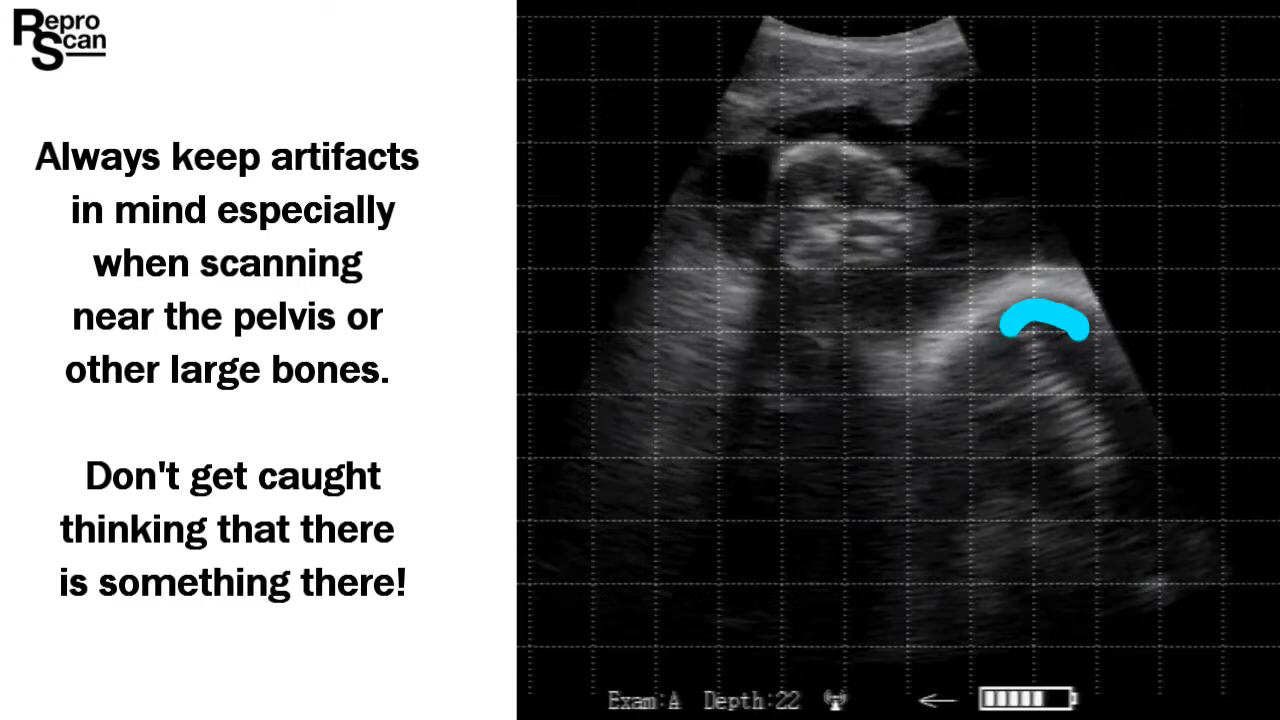 Repro
Scan
Always keep artifacts
in mind especially
when scanning
near the pelvis or
other large bones.
Don't get caught
thinking that there
is something there!
Exam:A Depth:22